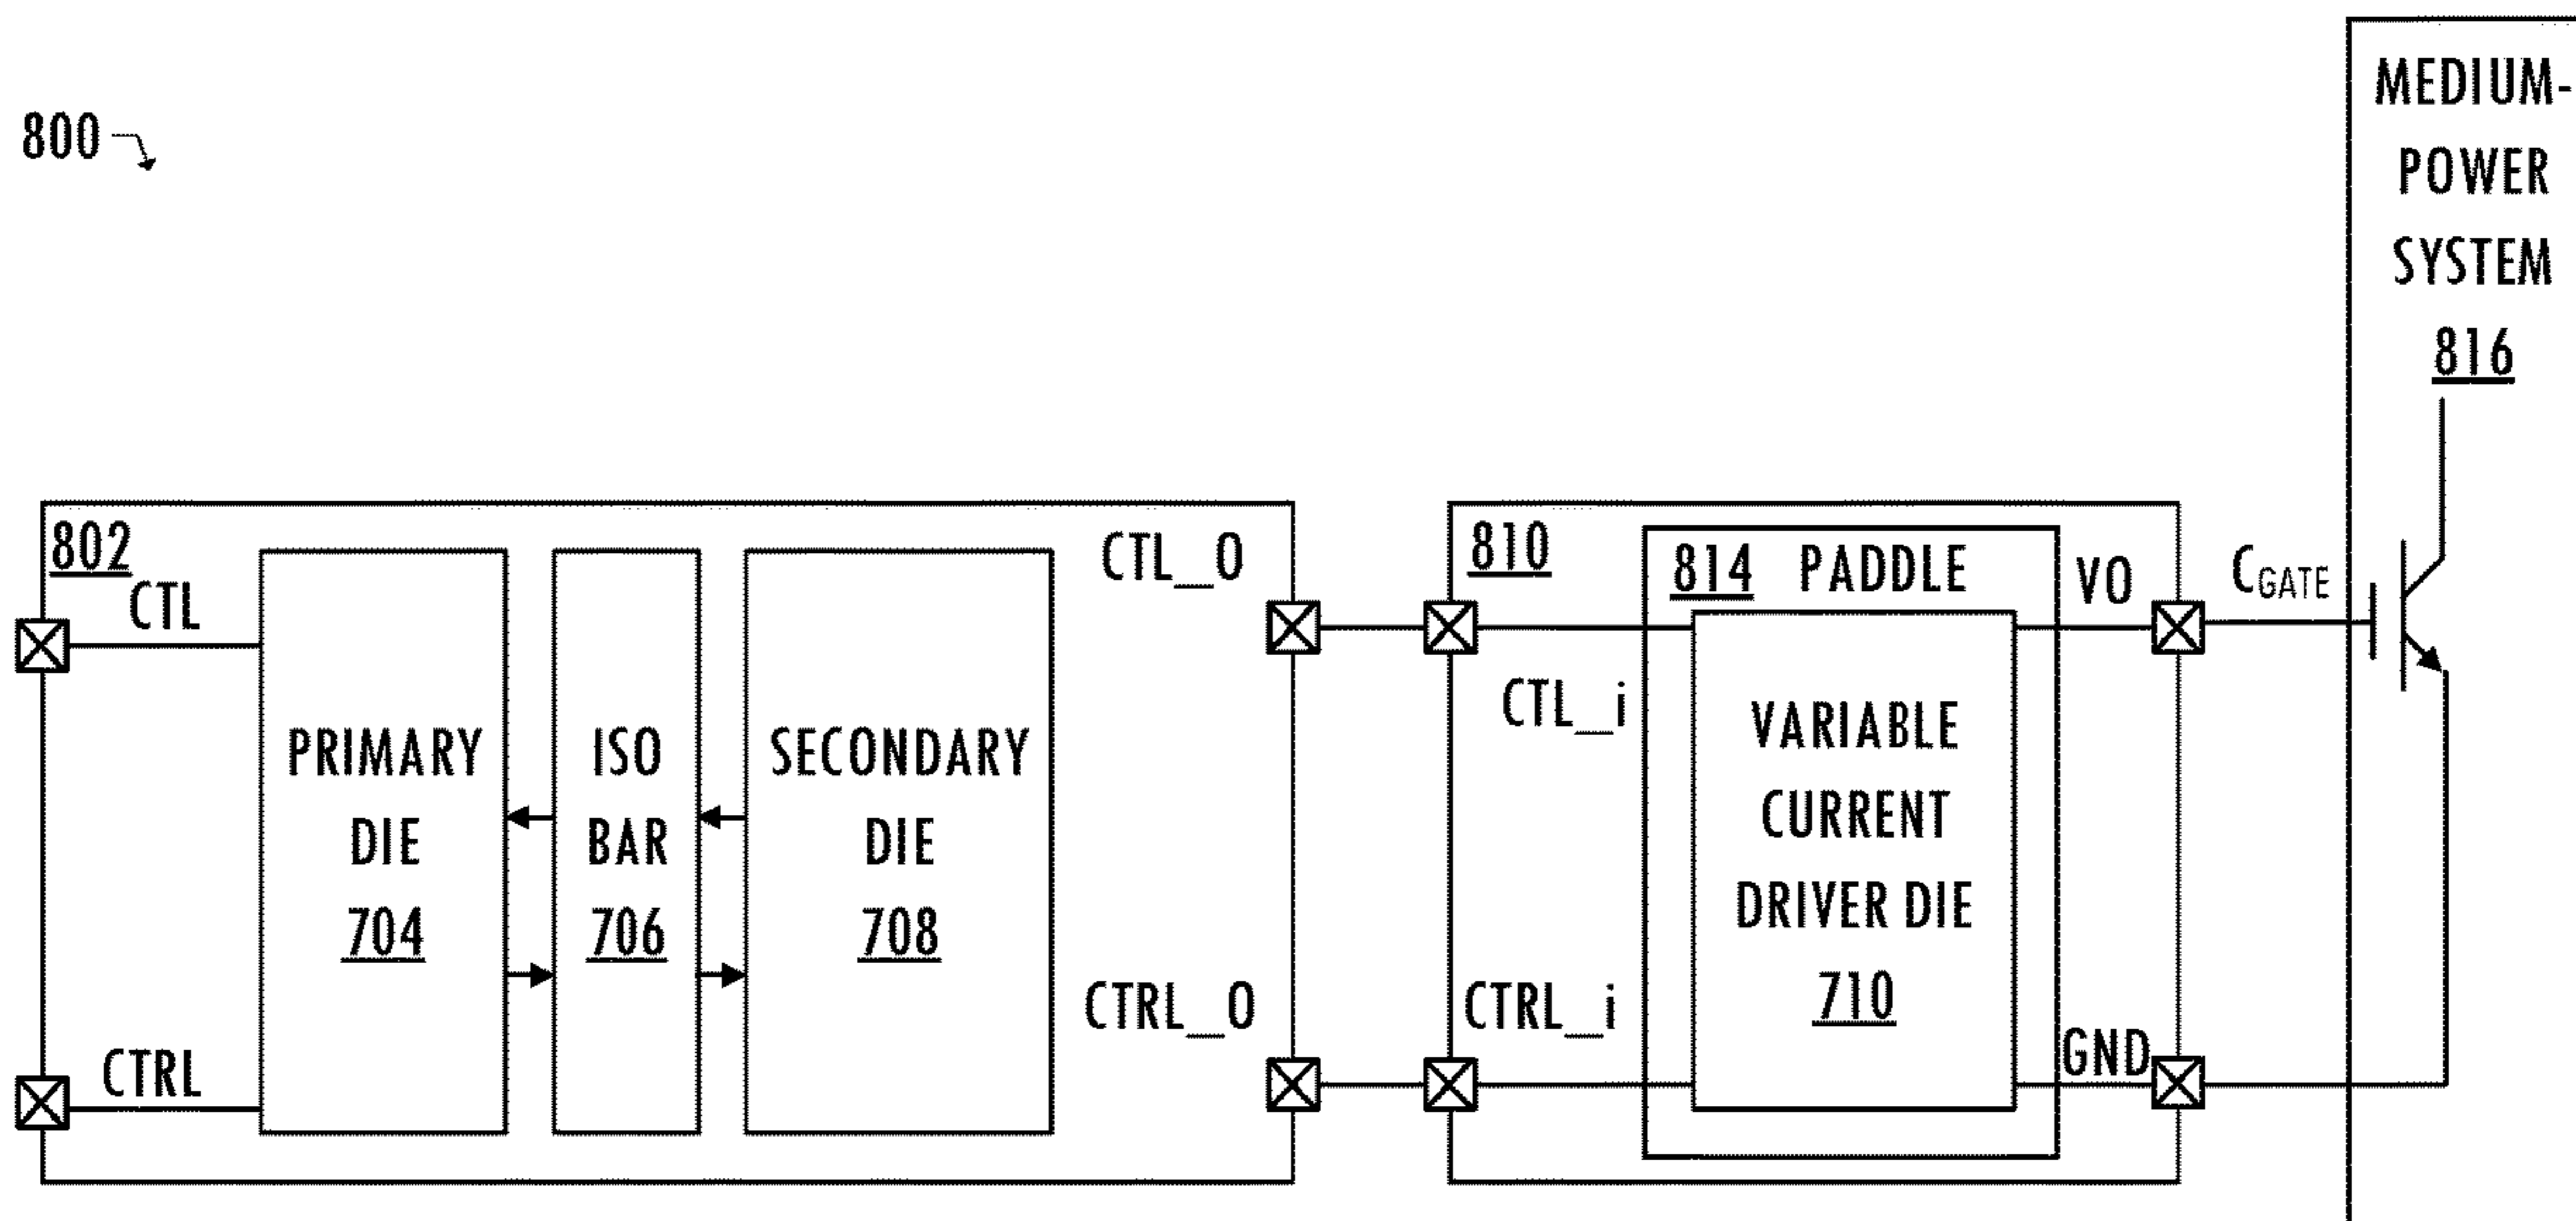 800
MEDIUM-
POWER
SYSTEM
816
802
CTL
CTRL
PRIMARY
DIE
704
ISO
BAR
706
SECONDARY
DIE
708
CTL_O
CTRL_O
810
CTL_i
CTRL_i
814 PADDLE
VARIABLE
CURRENT
DRIVER DIE
710
VO
GND
CGATE